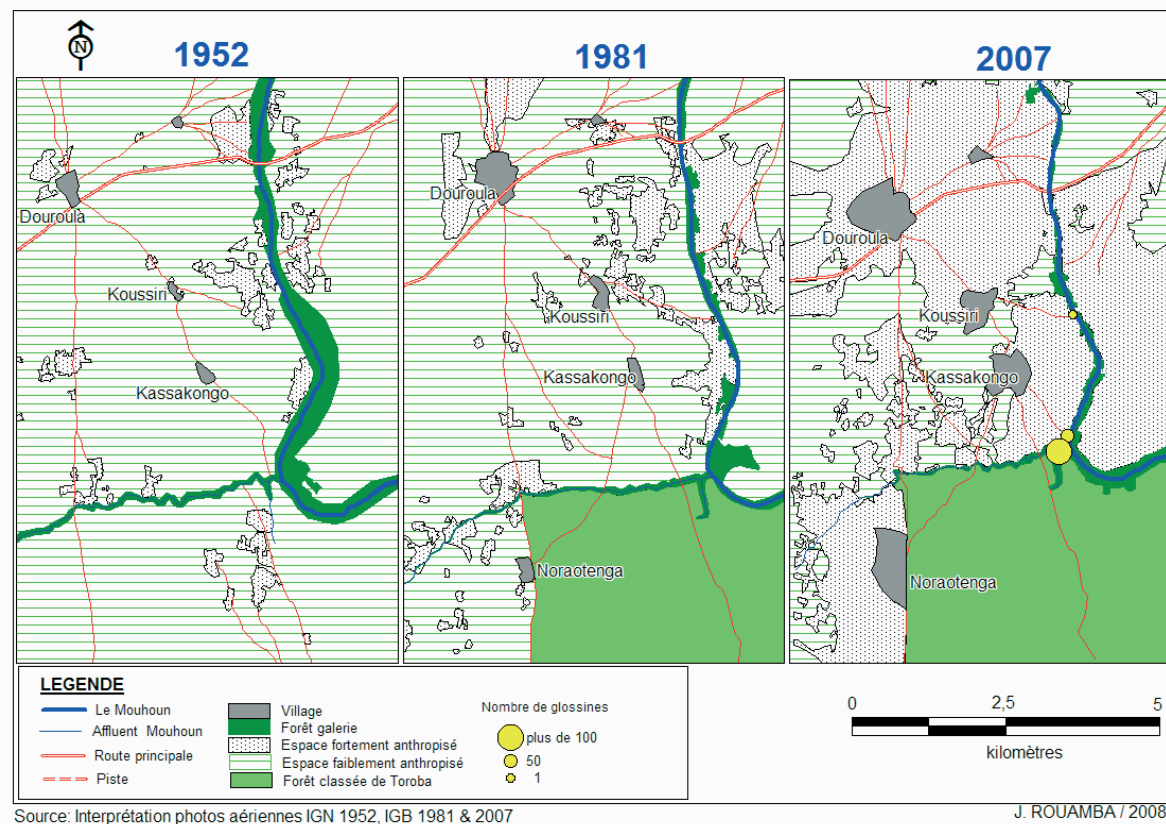 N
1952
1981
2007
Douroula
Koussiri
Kassakongo
Douroula
Koussiri
Kassakongo
Noraotenga
Douroula
Koussiri
Kassakongo
Noraotenga
LEGENDE
Le Mouhoun
Affluent Mouhoun
Route principale
Piste
Village
Forêt galerie
Espace fortement anthropisé
Espace faiblement anthropisé
Forêt classée de Toroba
Nombre de glossines
plus de 100
50
1
0 2,5 5
kilomètres
Source: Interprétation photos aériennes IGN 1952, IGB 1981 & 2007
J. ROUAMBA / 2008